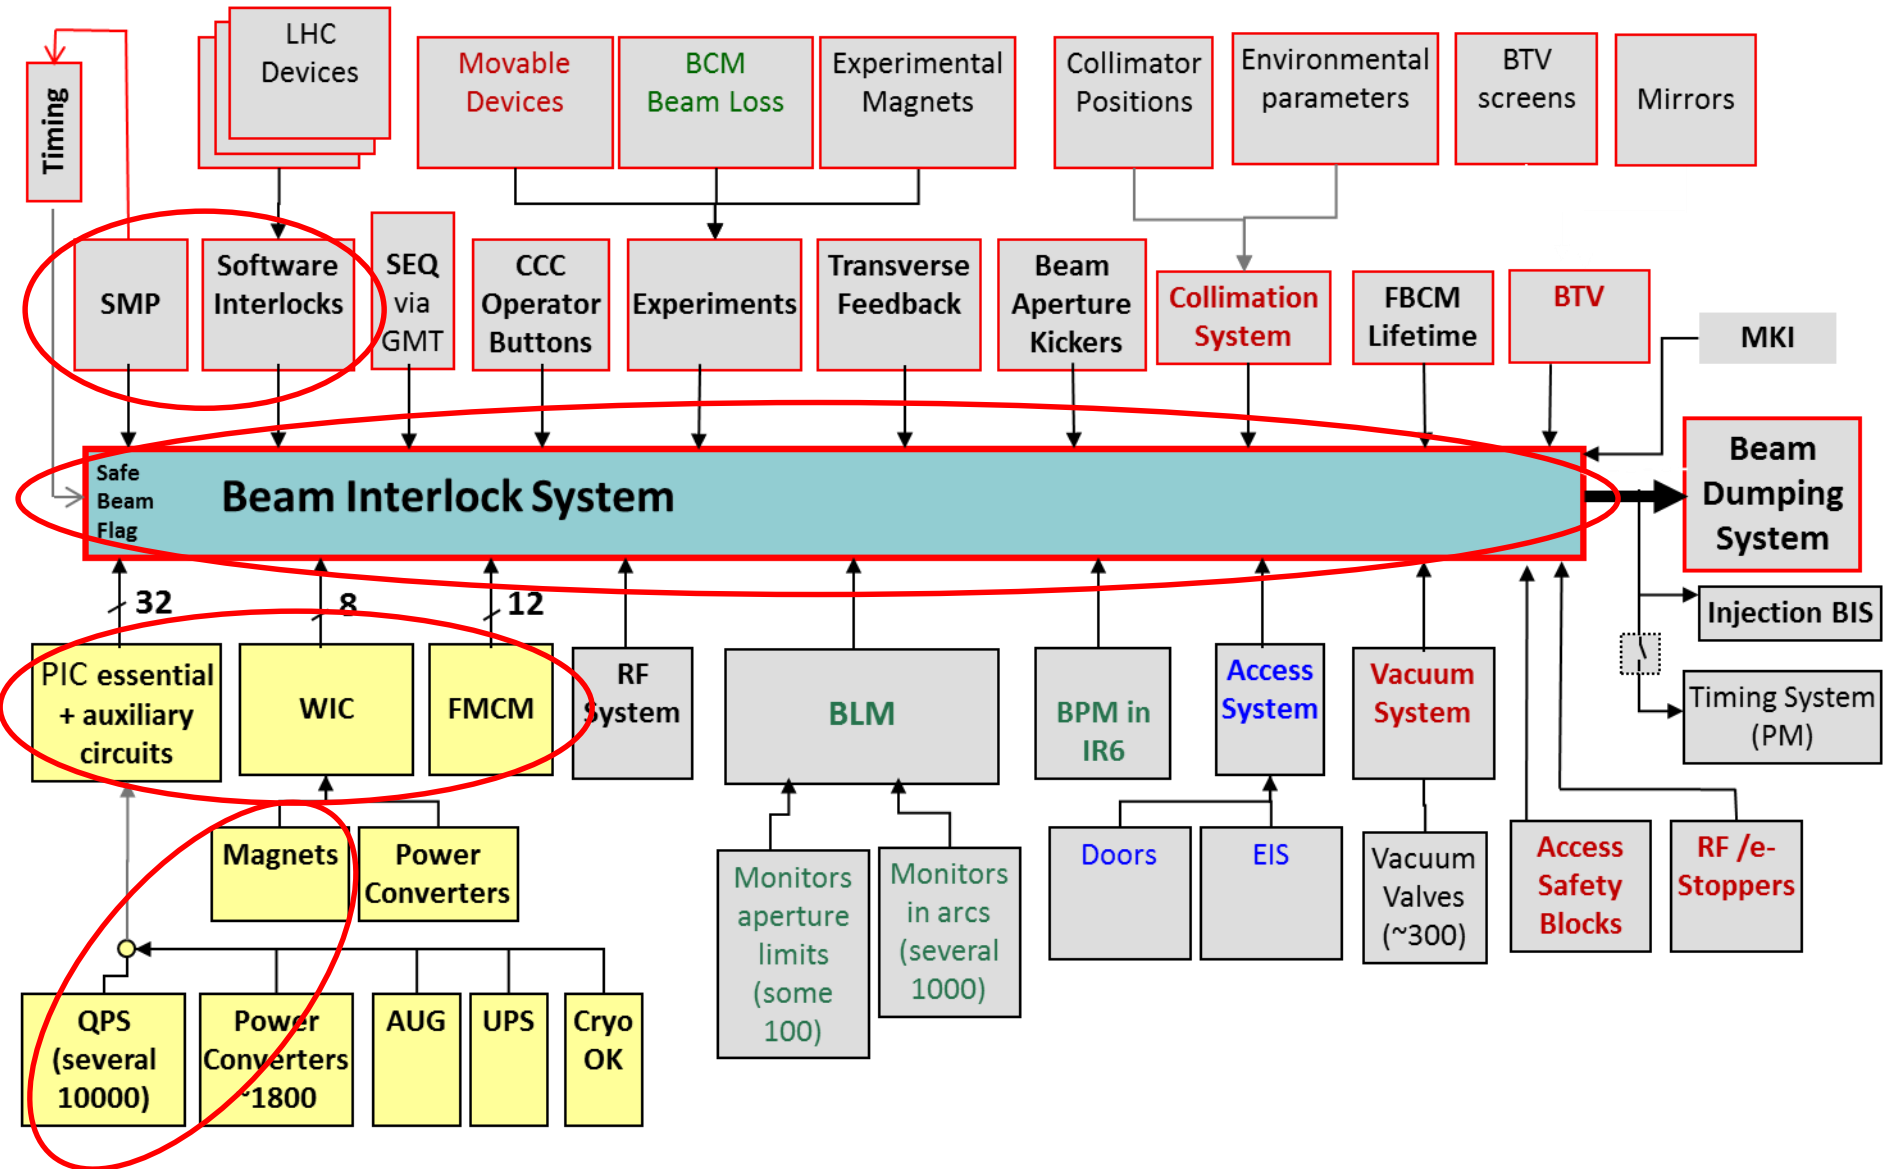 LHC
Devices
Movable
Devices
BCM
Beam Loss
Experimental
Magnets
Collimator
Positions
Environmental
parameters
BTV
screens
Mirrors
Timing
SMP
Software
Interlocks
SEQ
via
GMT
CCC
Operator
Buttons
Experiments
Transverse
Feedback
Beam
Aperture
Kickers
Collimation
System
FBCM
Lifetime
BTV
MKI
Safe
Beam
Flag
Beam Interlock System
Beam
Dumping
System
32
8
12
Injection BIS
Timing System
(PM)
PIC essential
+ auxiliary
circuits
WIC
FMCM
RF
System
BLM
BPM in
IR6
Access
System
Vacuum
System
Magnets
Power
Converters
Monitors
aperture
limits
(some
100)
Monitors
in arcs
(several
1000)
Doors
EIS
Vacuum
Valves
(~300)
Access
Safety
Blocks
RF /e-
Stoppers
QPS
(several
10000)
Power
Converters
~1800
AUG
UPS
Cryo
OK